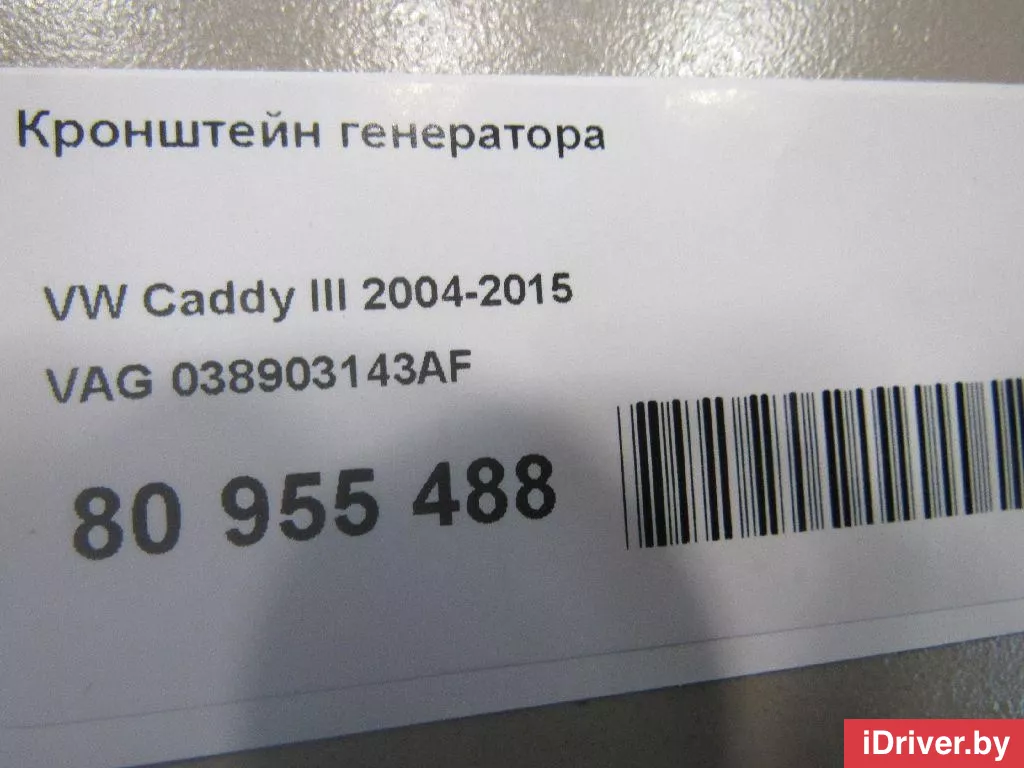 Кронштейн генератора
VW Caddy III 2004-2015
VAG 038903143AF
80 955 488
iDriver.by